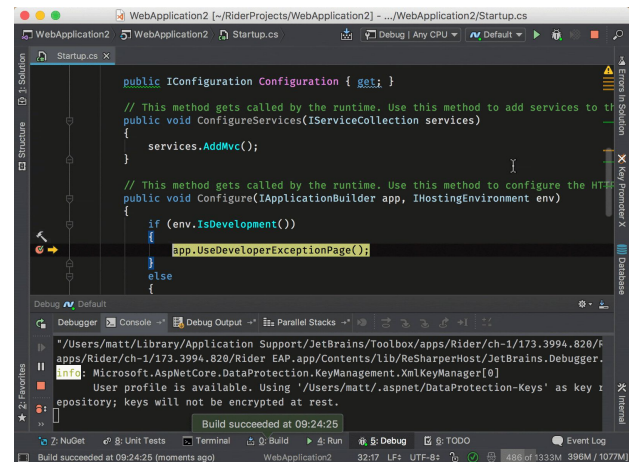 WebApplication2 [~/RiderProjects/WebApplication2] - .../WebApplication2/Startup.cs
WebApplication2 WebApplication2 Startup.cs Debug | Any CPU Default
Startup.cs ×
1: Solution
Structure
public IConfiguration Configuration { get; }
// This method gets called by the runtime. Use this method to add services to th
public void ConfigureServices(IServiceCollection services)
{
services.AddMvc();
}
// This method gets called by the runtime. Use this method to configure the HTTP
public void Configure(IApplicationBuilder app, IHostingEnvironment env)
{
if (env.IsDevelopment())
{
app.UseDeveloperExceptionPage();
}
else
{
Errors In Solution
Key Promoter X
Database
Debug Default
Debugger Console Debug Output Parallel Stacks
"/Users/matt/Library/Application Support/JetBrains/Toolbox/apps/Rider/ch-1/173.3994.820/R
apps/Rider/ch-1/173.3994.820/Rider EAP.app/Contents/lib/ReSharperHost/JetBrains.Debugger.
info: Microsoft.AspNetCore.DataProtection.KeyManagement.XmlKeyManager[0]
User profile is available. Using '/Users/matt/.aspnet/DataProtection-Keys' as key r
epository; keys will not be encrypted at rest.
2: Favorites
Internal
Build succeeded at 09:24:25
7: NuGet 8: Unit Tests Terminal 0: Build 4: Run 5: Debug 6: TODO Event Log
Build succeeded at 09:24:25 (moments ago) WebApplication2 32:17 LF÷ UTF-8÷ 486 of 1333M 396M / 1077M